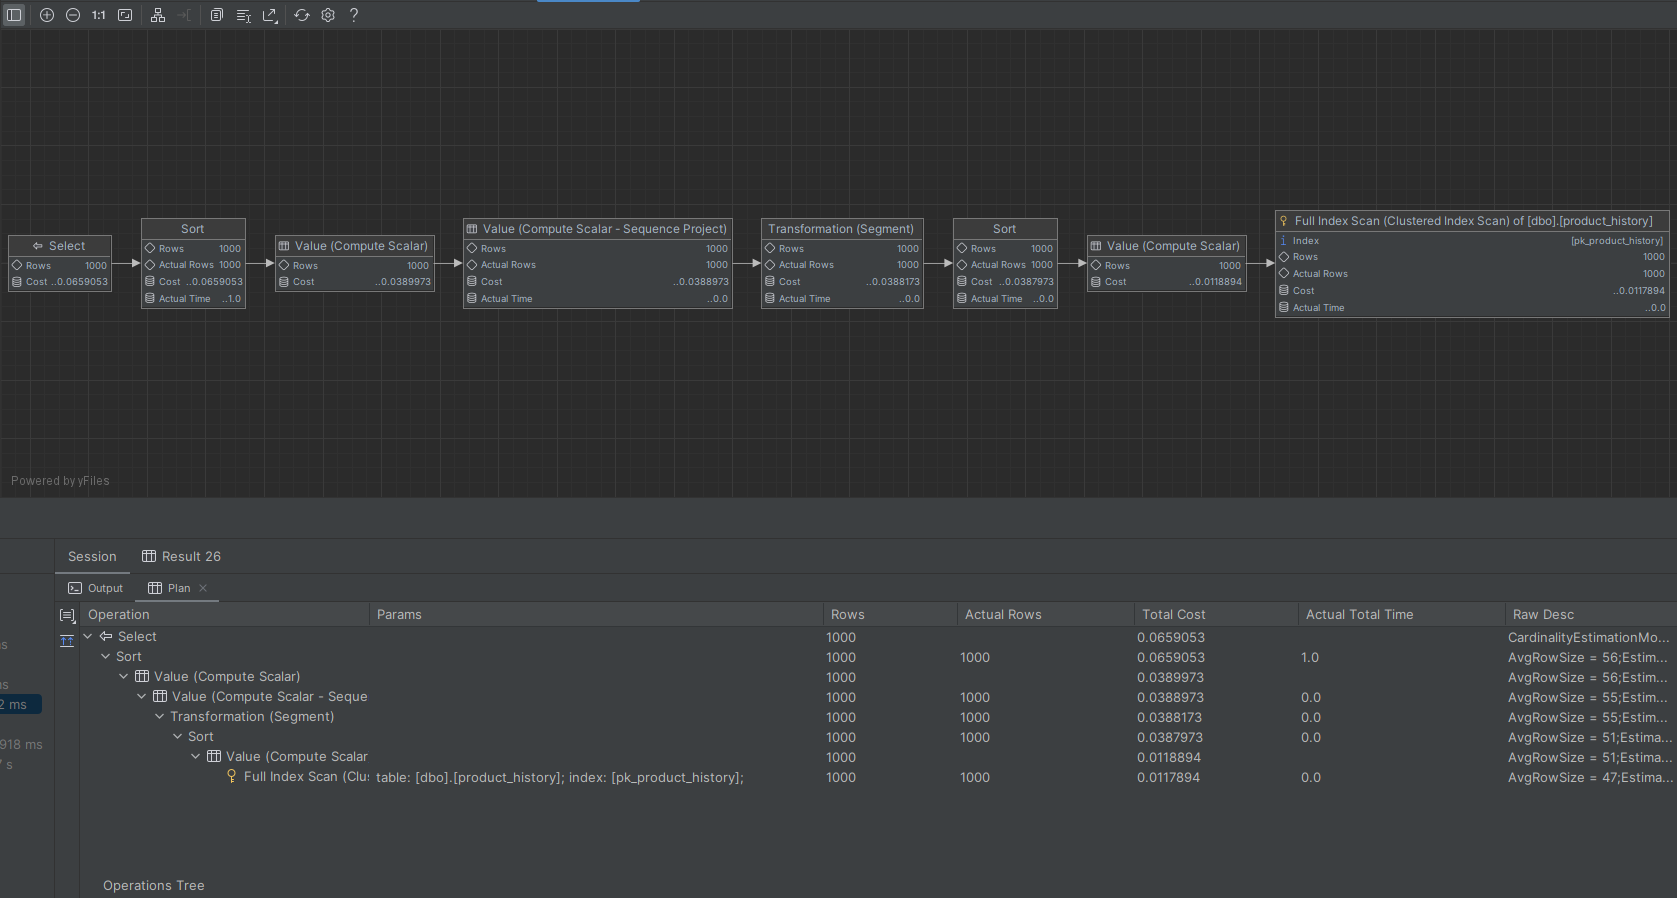 1:1
?
Select
Rows 1000
Cost ..0.0659053
Sort
Rows 1000
Actual Rows 1000
Cost ..0.0659053
Actual Time ..1.0
Value (Compute Scalar)
Rows 1000
Cost ..0.0389973
Value (Compute Scalar - Sequence Project)
Rows 1000
Actual Rows 1000
Cost ..0.0388973
Actual Time ..0.0
Transformation (Segment)
Rows 1000
Actual Rows 1000
Cost ..0.0388173
Actual Time ..0.0
Sort
Rows 1000
Actual Rows 1000
Cost ..0.0387973
Actual Time ..0.0
Value (Compute Scalar)
Rows 1000
Cost ..0.0118894
Full Index Scan (Clustered Index Scan) of [dbo].[product_history]
Index [pk_product_history]
Rows 1000
Actual Rows 1000
Cost ..0.0117894
Actual Time ..0.0
Powered by yFiles
Session Result 26
Output Plan
Operation Params Rows Actual Rows Total Cost Actual Total Time Raw Desc
Select 1000 0.0659053 CardinalityEstimationMo...
s
Sort 1000 1000 0.0659053 1.0 AvgRowSize = 56;Estim...
Value (Compute Scalar) 1000 0.0389973 AvgRowSize = 56;Estim...
ns
Value (Compute Scalar - Seque 1000 1000 0.0388973 0.0 AvgRowSize = 55;Estim...
2 ms
Transformation (Segment) 1000 1000 0.0388173 0.0 AvgRowSize = 55;Estim...
Sort 1000 1000 0.0387973 0.0 AvgRowSize = 51;Estima...
918 ms
Value (Compute Scalar 1000 0.0118894 AvgRowSize = 51;Estima...
s
Full Index Scan (Clus table: [dbo].[product_history]; index: [pk_product_history]; 1000 1000 0.0117894 0.0 AvgRowSize = 47;Estima...
Operations Tree